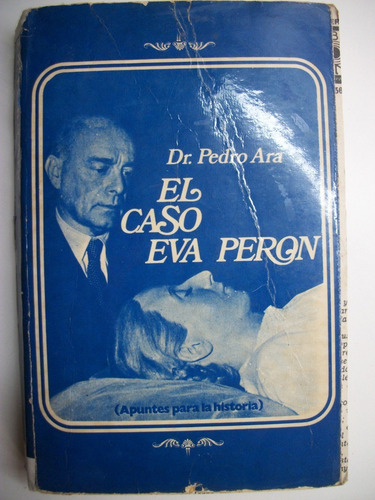 Dr. Pedro Ara
EL
CASO
EVA PERON
(Apuntes para la historia)